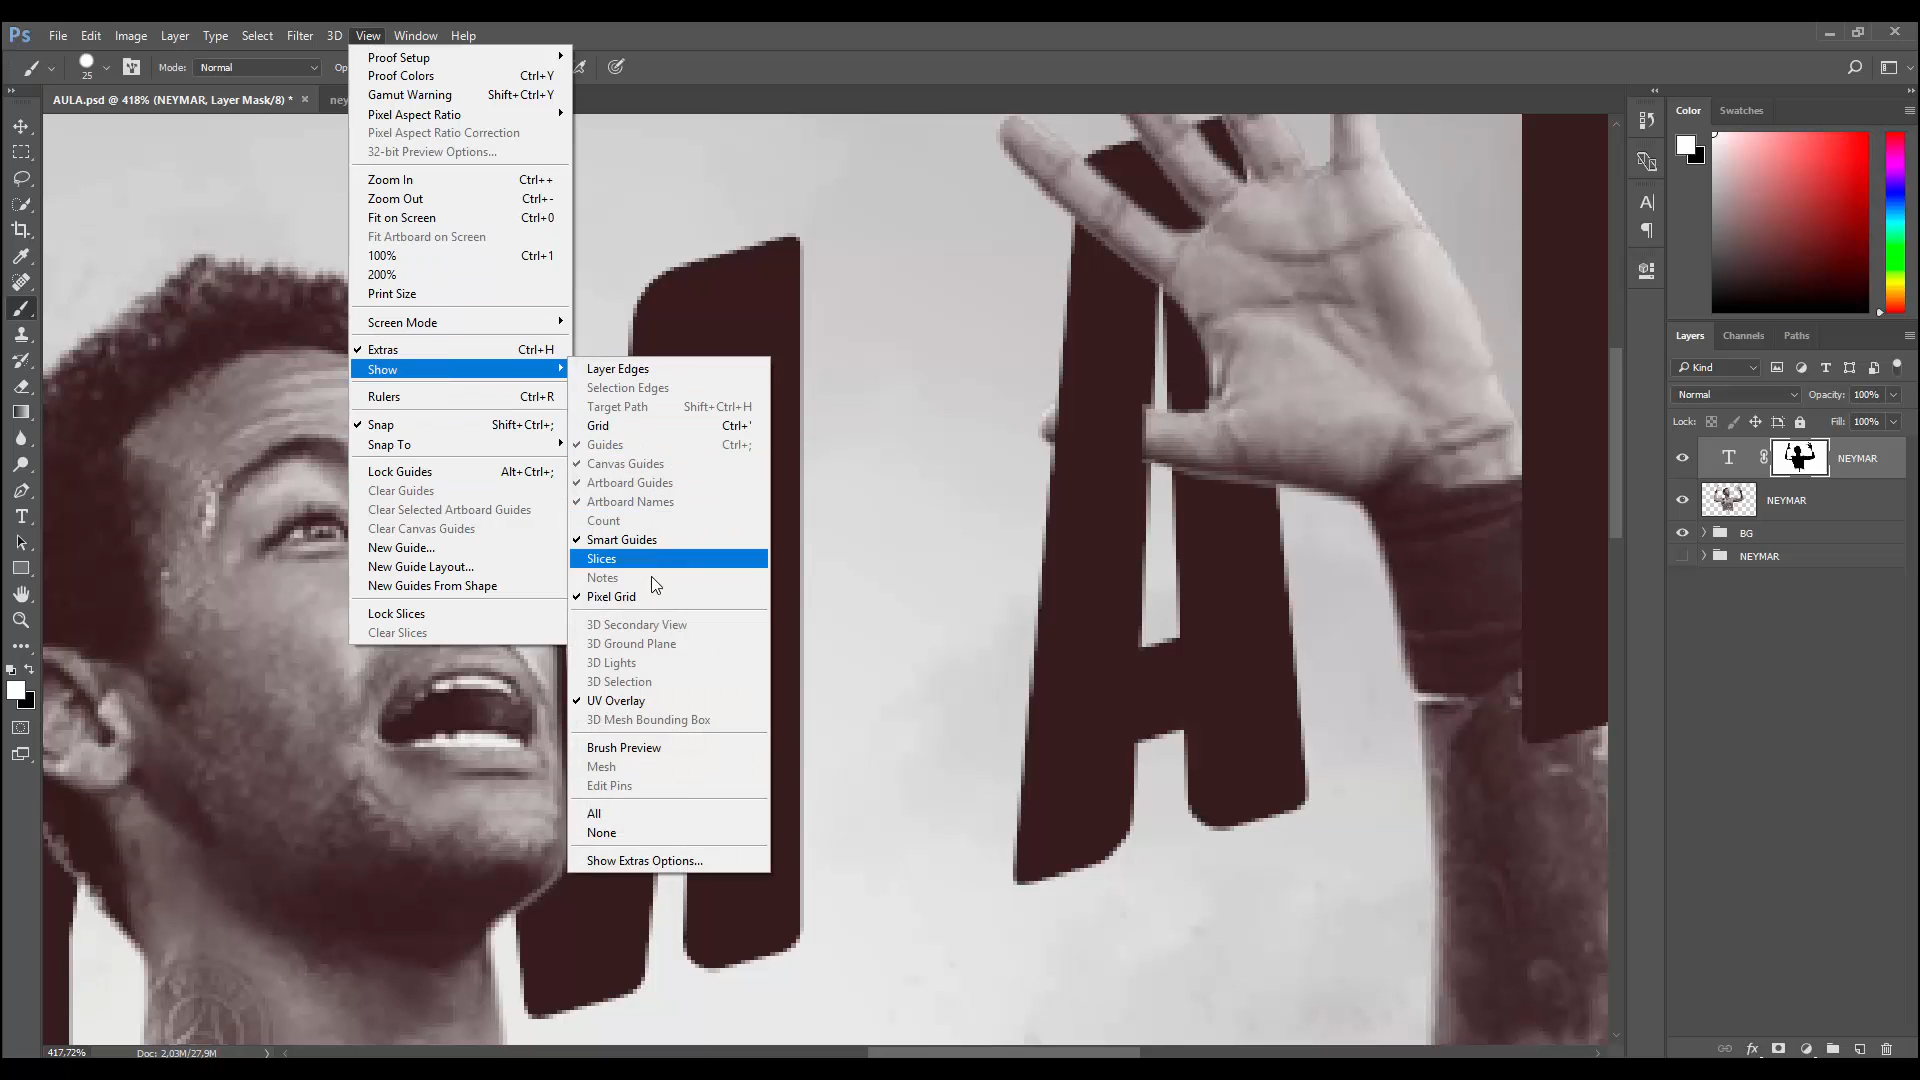 Ps File Edit Image Layer Type Select Filter 3D View Window Help
25 Mode: Normal
AULA.psd @ 418% (NEYMAR, Layer Mask/8) * ×
Proof Setup
Proof Colors Ctrl+Y
Gamut Warning Shift+Ctrl+Y
Pixel Aspect Ratio
Pixel Aspect Ratio Correction
32-bit Preview Options...
Zoom In Ctrl++
Zoom Out Ctrl+-
Fit on Screen Ctrl+0
Fit Artboard on Screen
100% Ctrl+1
200%
Print Size
Screen Mode
Extras Ctrl+H
Show
Rulers Ctrl+R
Snap Shift+Ctrl+;
Snap To
Lock Guides Alt+Ctrl+;
Clear Guides
Clear Selected Artboard Guides
Clear Canvas Guides
New Guide...
New Guide Layout...
New Guides From Shape
Lock Slices
Clear Slices
Layer Edges
Selection Edges
Target Path Shift+Ctrl+H
Grid Ctrl+'
Guides Ctrl+;
Canvas Guides
Artboard Guides
Artboard Names
Count
Smart Guides
Slices
Notes
Pixel Grid
3D Secondary View
3D Ground Plane
3D Lights
3D Selection
UV Overlay
3D Mesh Bounding Box
Brush Preview
Mesh
Edit Pins
All
None
Show Extras Options...
Color Swatches
Layers Channels Paths
Kind
Normal Opacity: 100%
Lock: Fill: 100%
NEYMAR
NEYMAR
BG
NEYMAR
417,72% Doc: 2,03M/27,9M